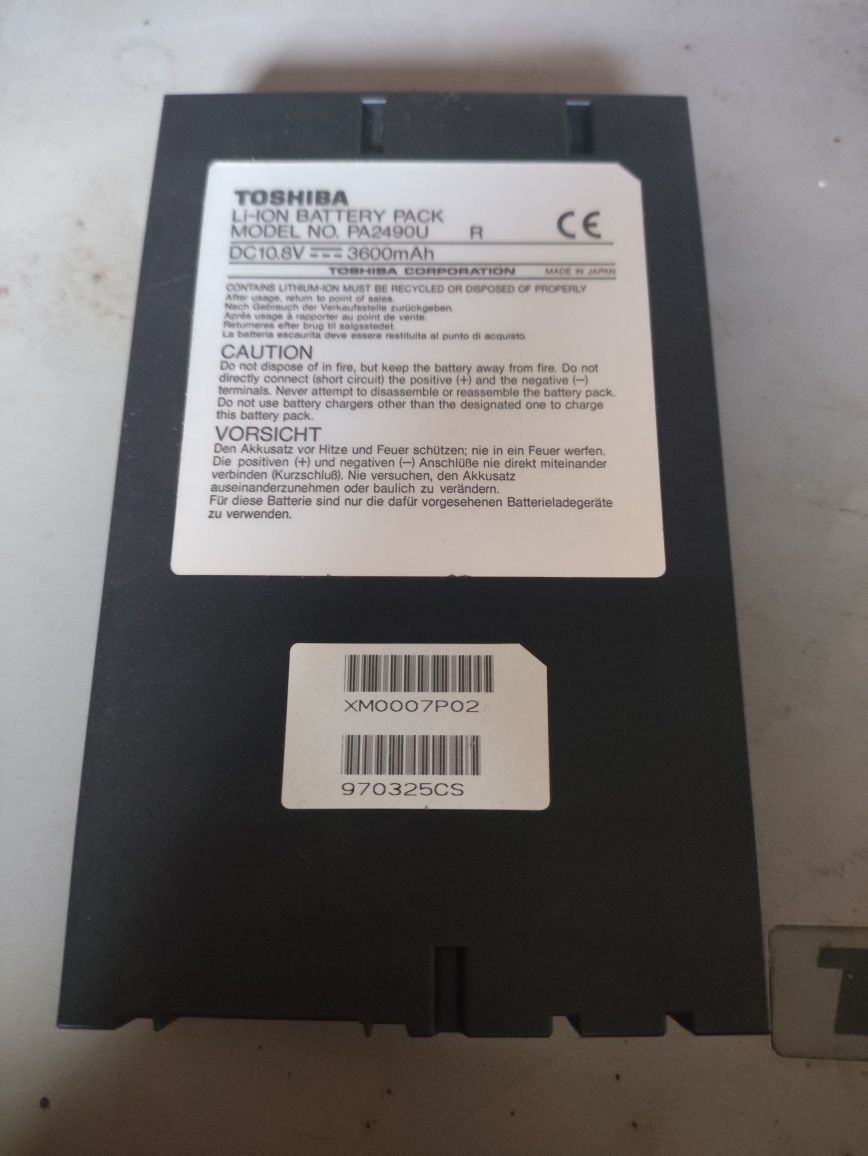 TOSHIBA
Li-ION BATTERY PACK
MODEL NO. PA2490U R CE
DC10.8V 3600mAh
TOSHIBA CORPORATION MADE IN JAPAN
CONTAINS LITHIUM-ION MUST BE RECYCLED OR DISPOSED OF PROPERLY
After usage, return to point of sales.
Nach Gebrauch der Verkaufsstelle zurückgeben.
Après usage à rapporter au point de vente.
Returneres efter brug til salgsstedet.
La batteria escaurita deve essere restituita al punto di acquisto.
CAUTION
Do not dispose of in fire, but keep the battery away from fire. Do not
directly connect (short circuit) the positive (+) and the negative (—)
terminals. Never attempt to disassemble or reassemble the battery pack.
Do not use battery chargers other than the designated one to charge
this battery pack.
VORSICHT
Den Akkusatz vor Hitze und Feuer schützen; nie in ein Feuer werfen.
Die positiven (+) und negativen (—) Anschlüße nie direkt miteinander
verbinden (Kurzschluß). Nie versuchen, den Akkusatz
auseinanderzunehmen oder baulich zu verändern.
Für diese Batterie sind nur die dafür vorgesehenen Batterieladegeräte
zu verwenden.
XM0007P02
970325CS